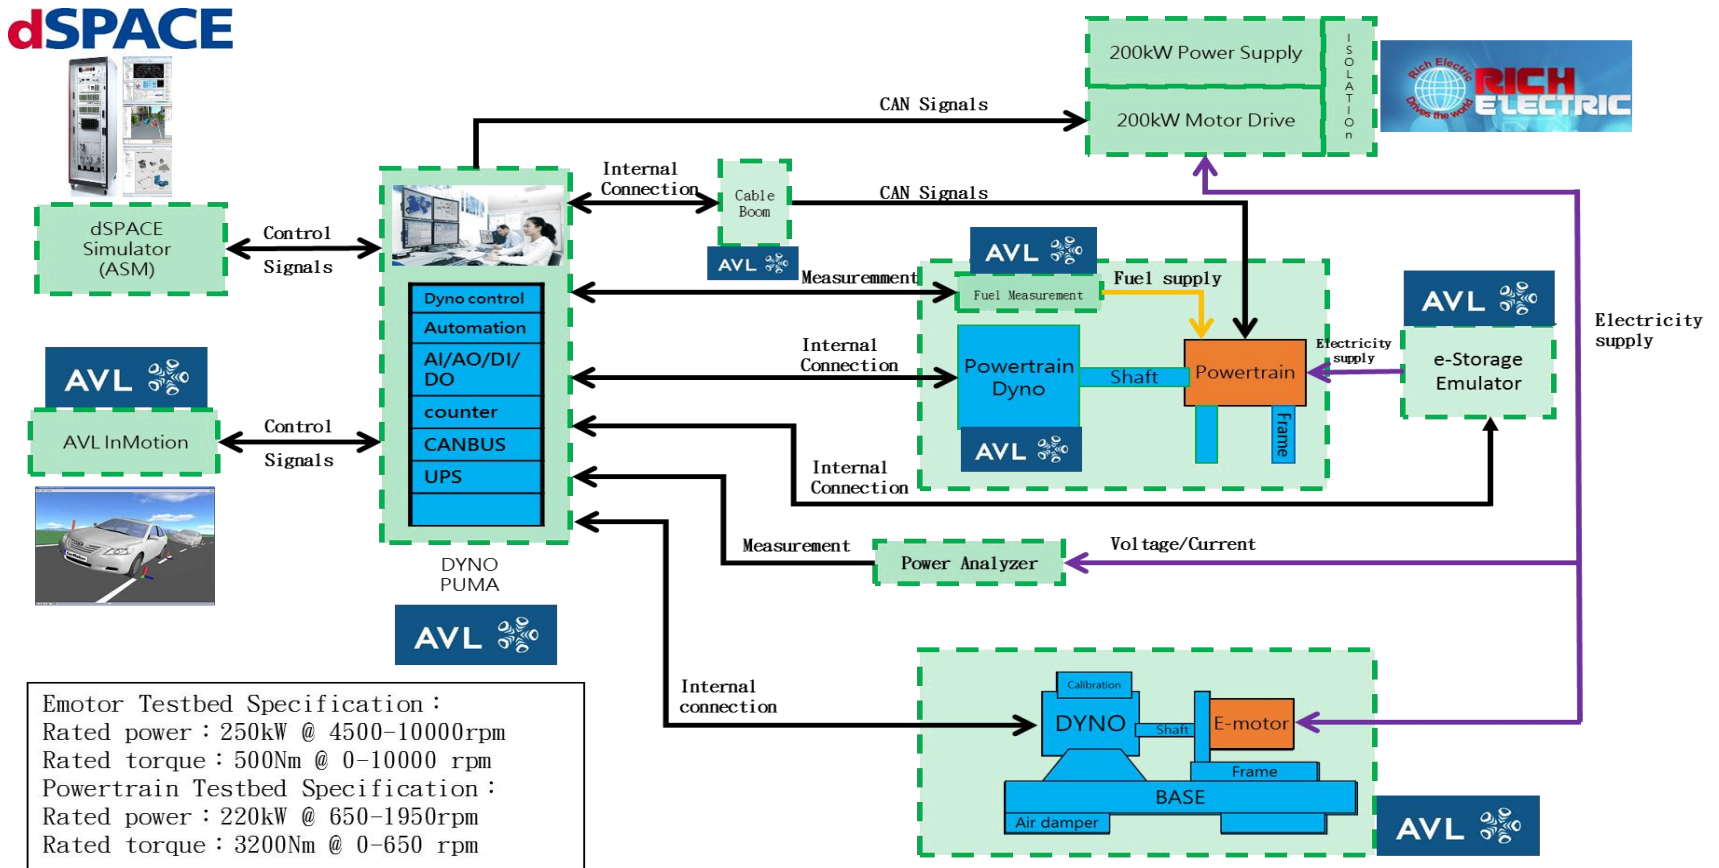 dSPACE
200kW Power Supply
ISOLATIOn
200kW Motor Drive
Rich Electric
Drives the world
RICH
ELECTRIC
CAN Signals
Internal
Connection
Cable
Boom
CAN Signals
AVL
dSPACE
Simulator
(ASM)
Control
Signals
AVL
Measuremment
Fuel Measurement
Fuel supply
AVL
Electricity
supply
Dyno control
Automation
AI/AO/DI/
DO
counter
CANBUS
UPS
Internal
Connection
Powertrain
Dyno
Shaft
Powertrain
Electricity
supply
e-Storage
Emulator
AVL
Frame
AVL
AVL InMotion
Control
Signals
Internal
Connection
Measurement
Power Analyzer
Voltage/Current
DYNO
PUMA
AVL
Internal
connection
Calibration
DYNO
Shaft
E-motor
Frame
BASE
Air damper
AVL
Emotor Testbed Specification：
Rated power：250kW @ 4500-10000rpm
Rated torque：500Nm @ 0-10000 rpm
Powertrain Testbed Specification：
Rated power：220kW @ 650-1950rpm
Rated torque：3200Nm @ 0-650 rpm